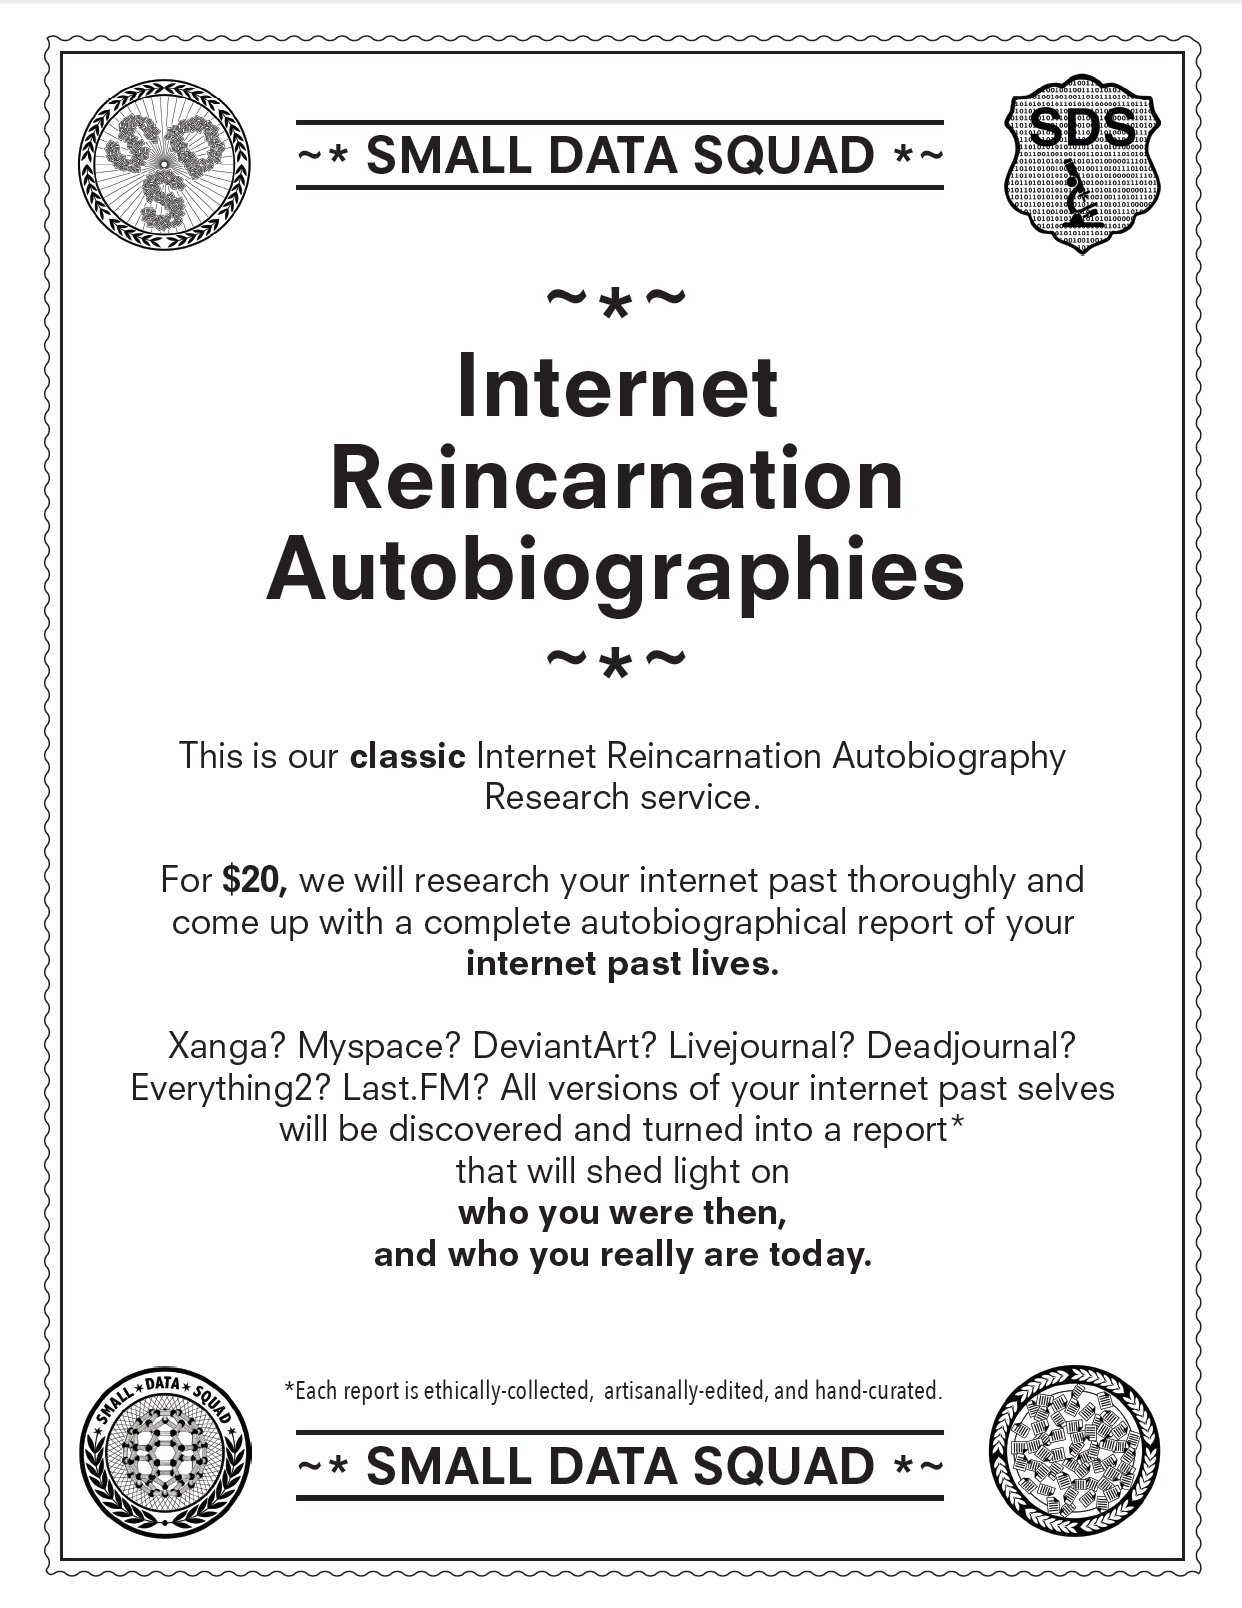 SDS
~* SMALL DATA SQUAD *~
SDS
~*~
Internet
Reincarnation
Autobiographies
~*~
This is our classic Internet Reincarnation Autobiography
Research service.
For $20, we will research your internet past thoroughly and
come up with a complete autobiographical report of your
internet past lives.
Xanga? Myspace? DeviantArt? Livejournal? Deadjournal?
Everything2? Last.FM? All versions of your internet past selves
will be discovered and turned into a report*
that will shed light on
who you were then,
and who you really are today.
*Each report is ethically-collected, artisanally-edited, and hand-curated.
SMALL ★ DATA ★ SQUAD
~* SMALL DATA SQUAD *~